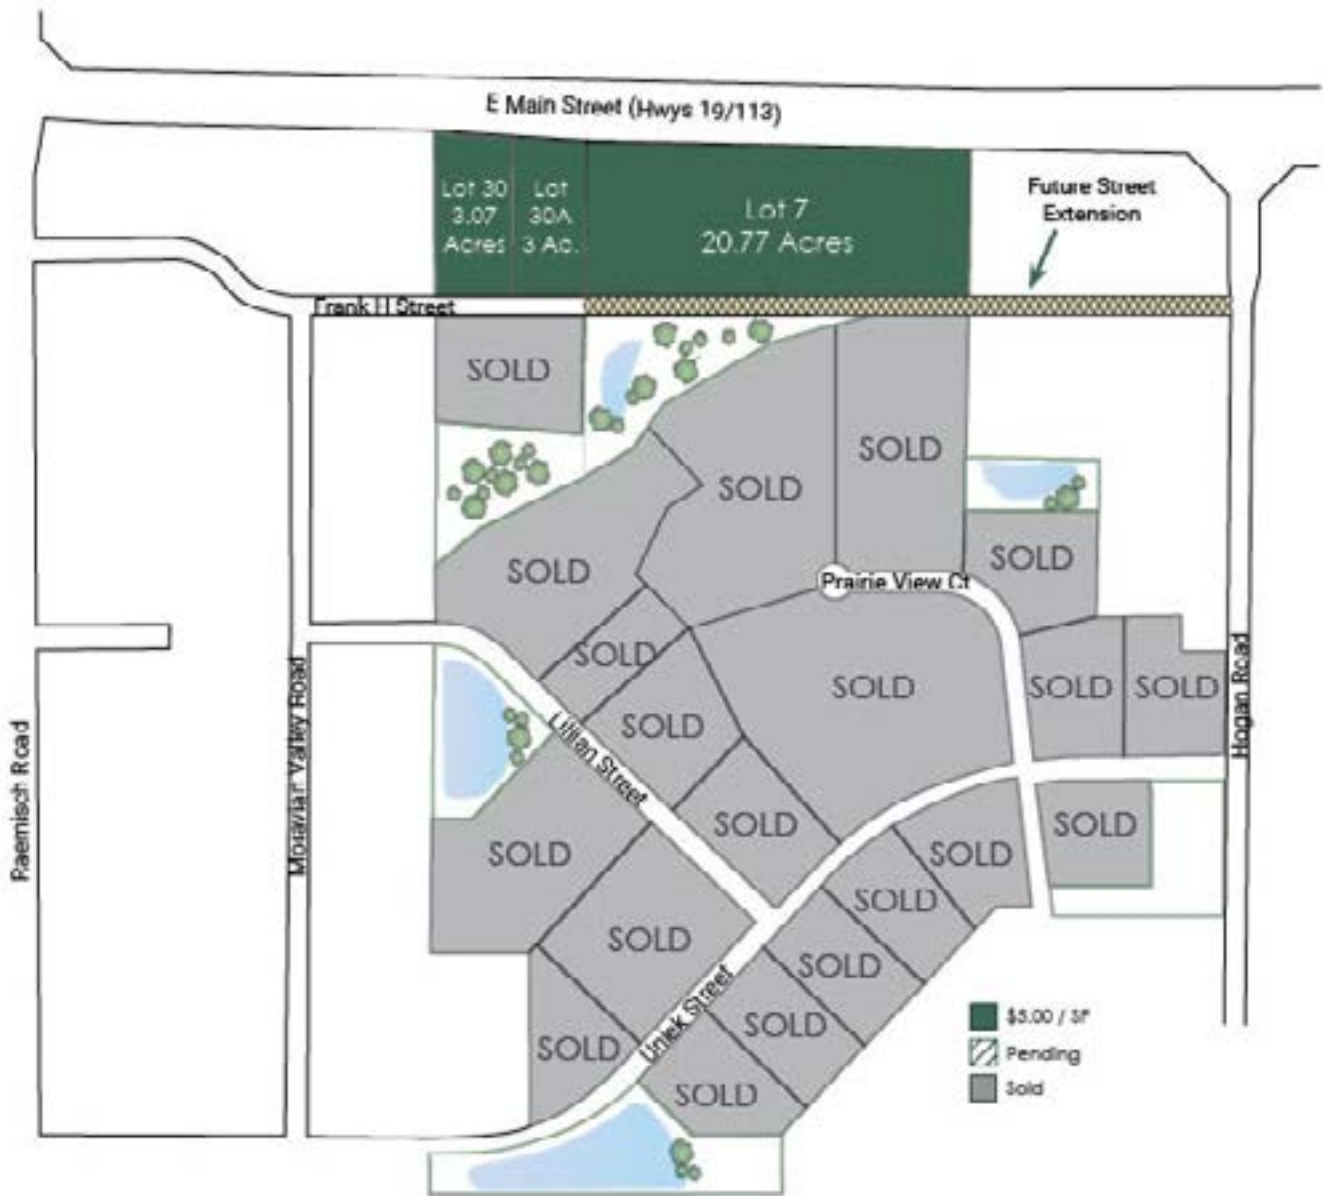 E Main Street (Hwys 19/113)
Lot 30
3.07
Acres
Lot
30A
3 Ac.
Lot 7
20.77 Acres
Future Street
Extension
Frank H Street
SOLD
SOLD
SOLD
SOLD
SOLD
Prairie View Ct
SOLD
SOLD
SOLD
SOLD
SOLD
Hogan Road
Raemisch Road
Moravian Valley Road
Lillian Street
SOLD
SOLD
SOLD
SOLD
SOLD
SOLD
SOLD
SOLD
Uniek Street
SOLD
SOLD
SOLD
/ SF
Pending
Sold